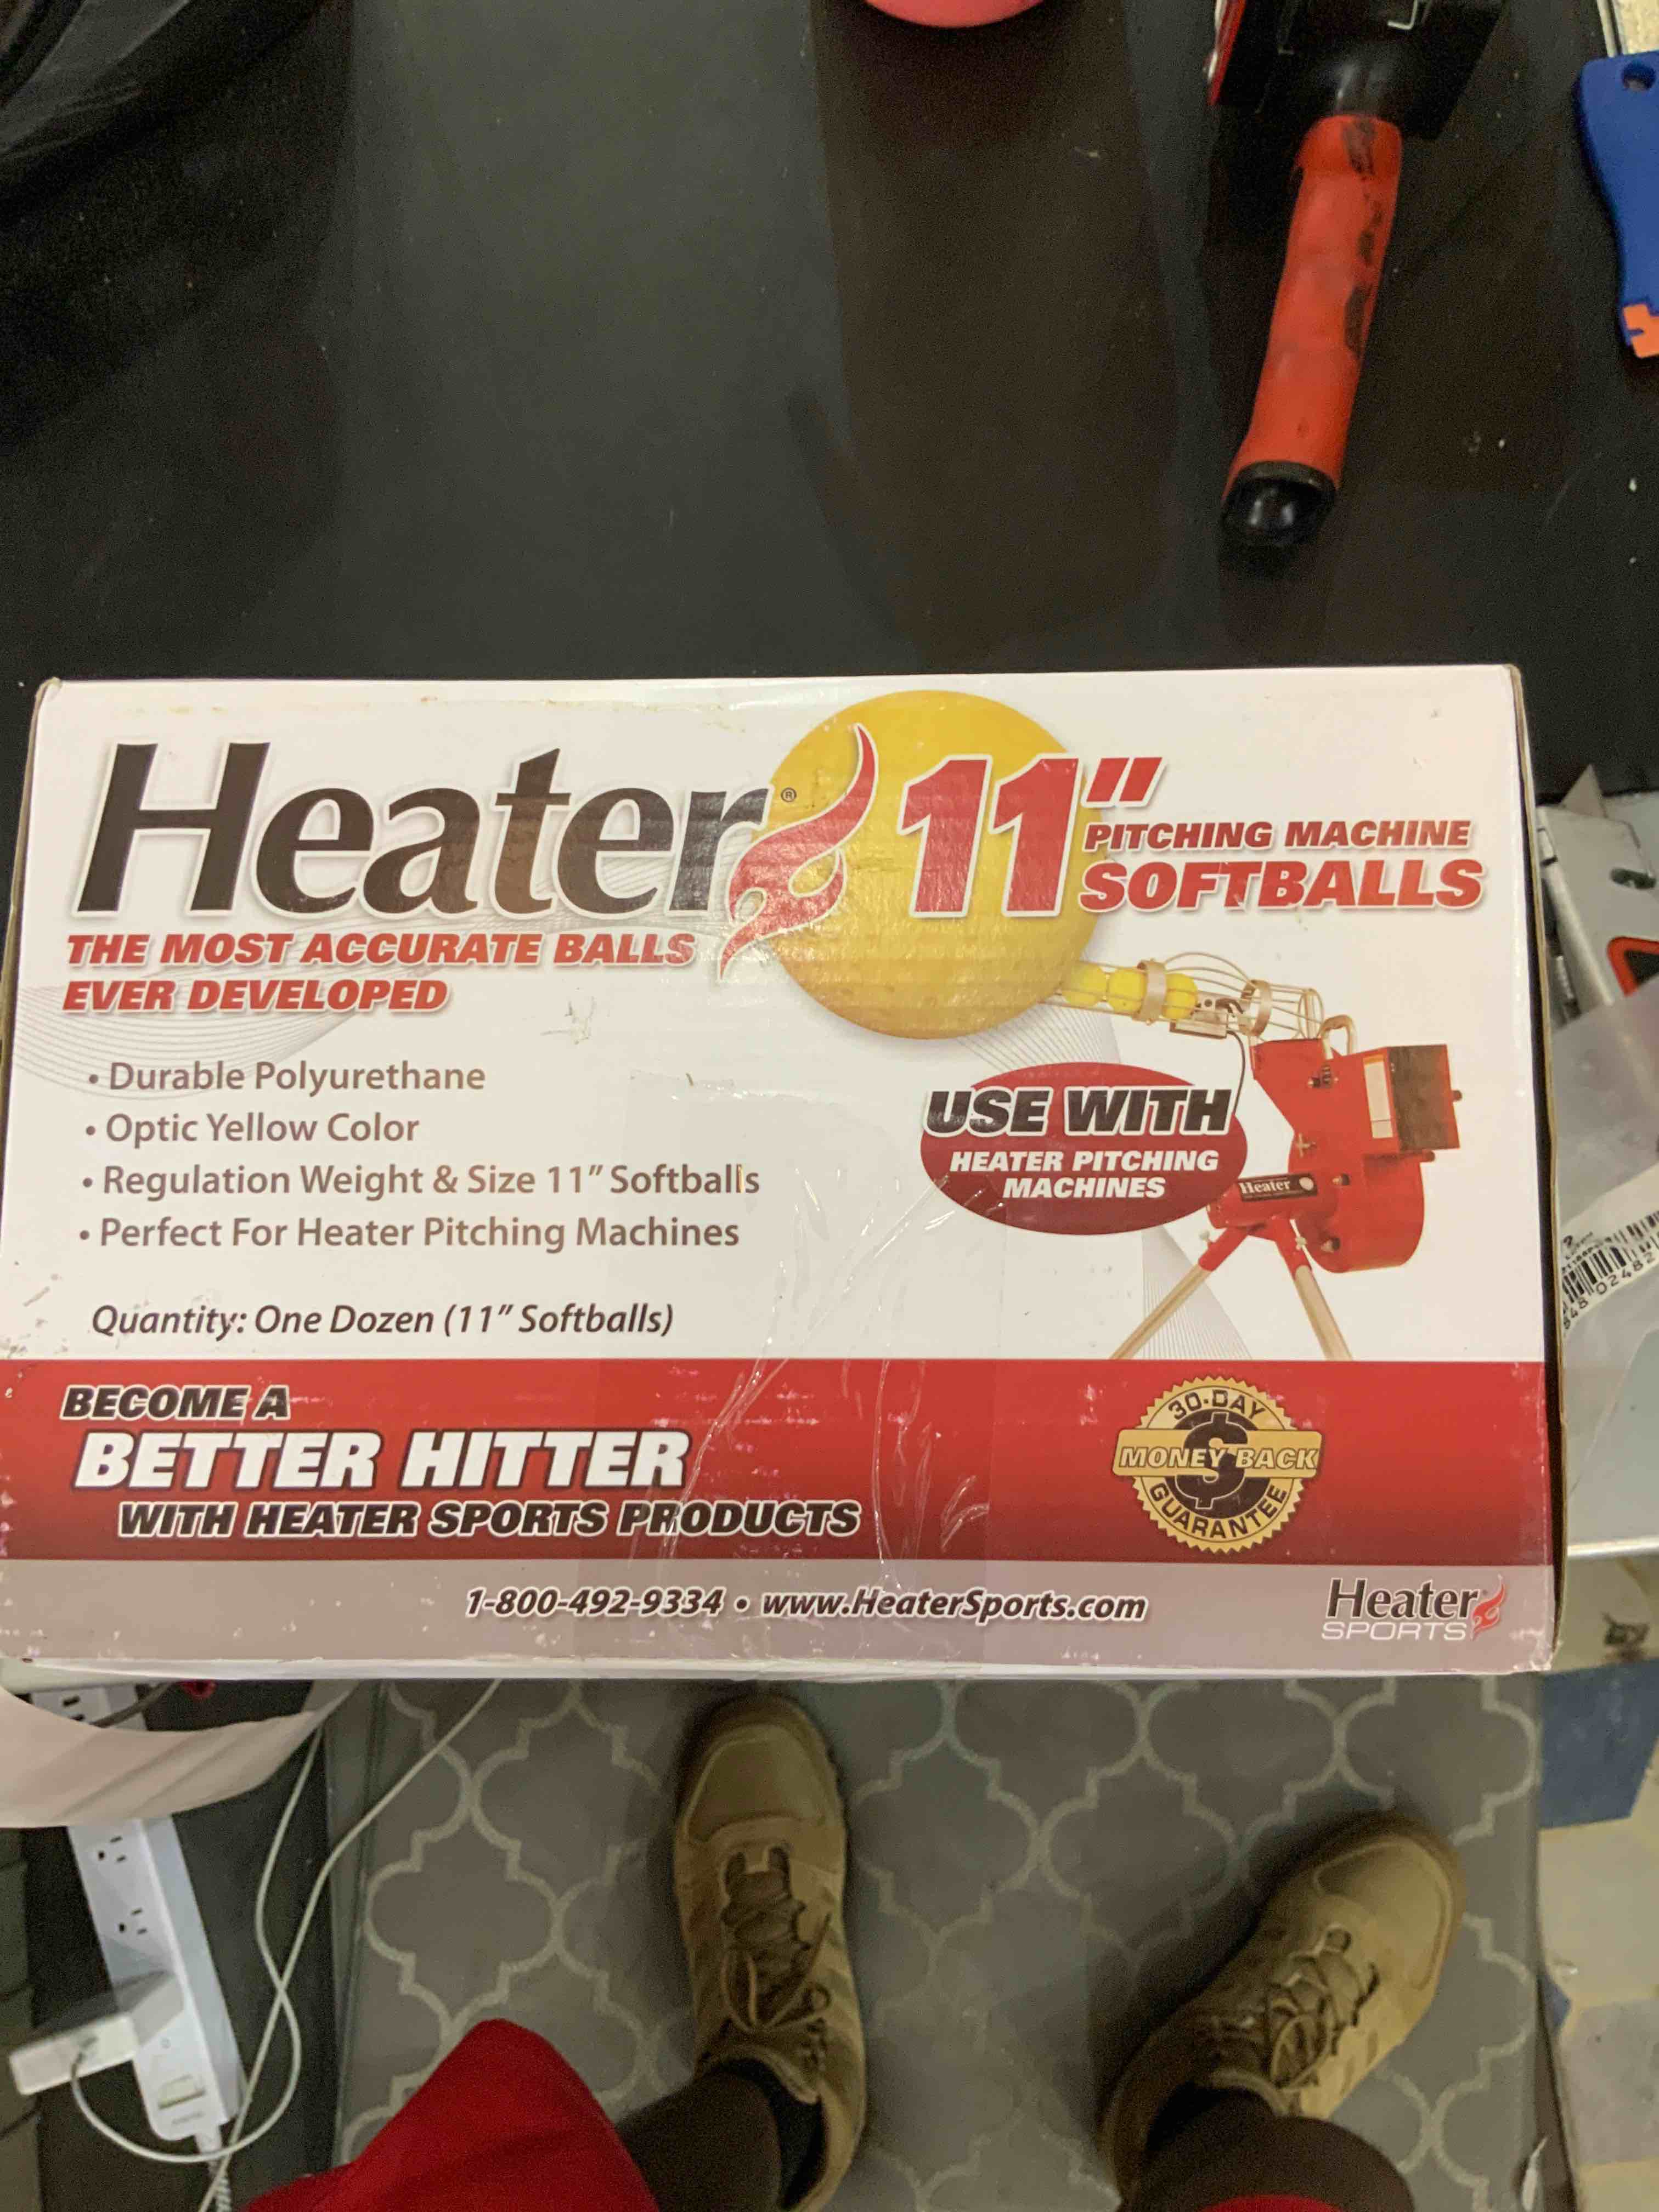 Heater®
11"
PITCHING MACHINE
SOFTBALLS
THE MOST ACCURATE BALLS
EVER DEVELOPED
• Durable Polyurethane
• Optic Yellow Color
• Regulation Weight & Size 11" Softballs
• Perfect For Heater Pitching Machines
Quantity: One Dozen (11" Softballs)
USE WITH
HEATER PITCHING
MACHINES
Heater
BECOME A
BETTER HITTER
WITH HEATER SPORTS PRODUCTS
30-DAY
MONEY BACK
GUARANTEE
$
1-800-492-9334 • www.HeaterSports.com
Heater
SPORTS